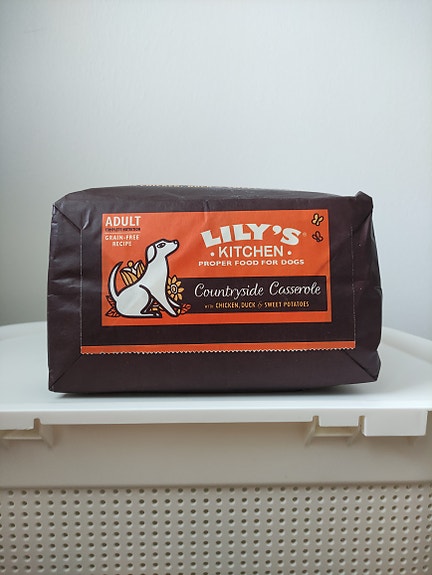 ADULT
COMPLETE NUTRITION
GRAIN-FREE
RECIPE
LILY'S®
• KITCHEN •
PROPER FOOD FOR DOGS
Countryside Casserole
WITH CHICKEN, DUCK & SWEET POTATOES